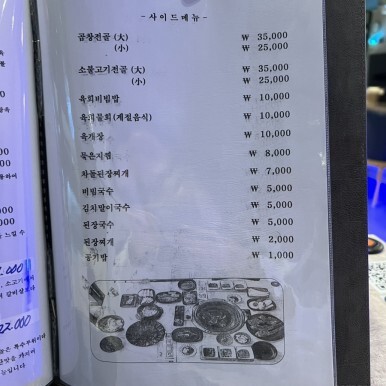 - 사이드메뉴 -
곱창전골 (大) ₩ 35,000
(小) ₩ 25,000
소불고기전골 (大) ₩ 35,000
(小) ₩ 25,000
육회비빔밥 ₩ 10,000
육회물회(계절음식) ₩ 10,000
육개장 ₩ 10,000
묵은지찜 ₩ 8,000
차돌된장찌개 ₩ 7,000
비빔국수 ₩ 5,000
김치말이국수 ₩ 5,000
된장국수 ₩ 5,000
된장찌개 ₩ 2,000
공기밥 ₩ 1,000